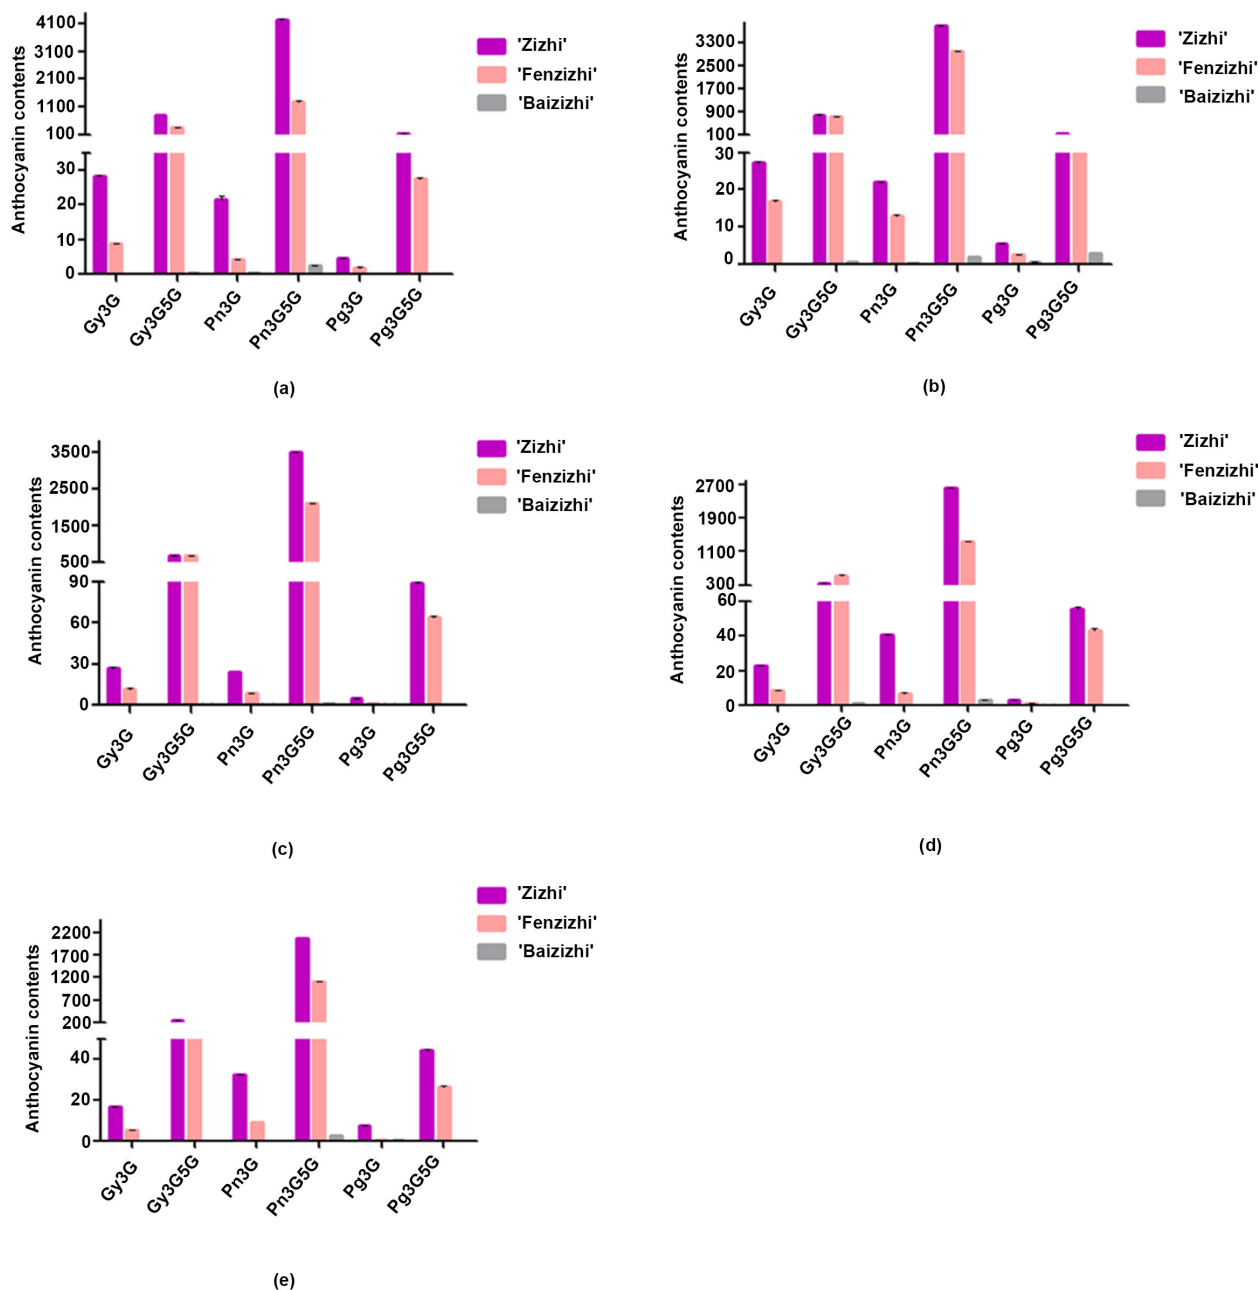 Anthocyanin contents
4100
3100
2100
1100
100
30
20
10
0
Gy3G
Gy3G5G
Pn3G
Pn3G5G
Pg3G
Pg3G5G
'Zizhi'
'Fenzizhi'
'Baizizhi'
(a)
Anthocyanin contents
3300
2500
1700
900
100
30
20
10
0
Gy3G
Gy3G5G
Pn3G
Pn3G5G
Pg3G
Pg3G5G
'Zizhi'
'Fenzizhi'
'Baizizhi'
(b)
Anthocyanin contents
3500
2500
1500
500
90
60
30
0
Gy3G
Gy3G5G
Pn3G
Pn3G5G
Pg3G
Pg3G5G
'Zizhi'
'Fenzizhi'
'Baizizhi'
(c)
Anthocyanin contents
2700
1900
1100
300
60
40
20
0
Gy3G
Gy3G5G
Pn3G
Pn3G5G
Pg3G
Pg3G5G
'Zizhi'
'Fenzizhi'
'Baizizhi'
(d)
Anthocyanin contents
2200
1700
1200
700
200
40
20
0
Gy3G
Gy3G5G
Pn3G
Pn3G5G
Pg3G
Pg3G5G
'Zizhi'
'Fenzizhi'
'Baizizhi'
(e)